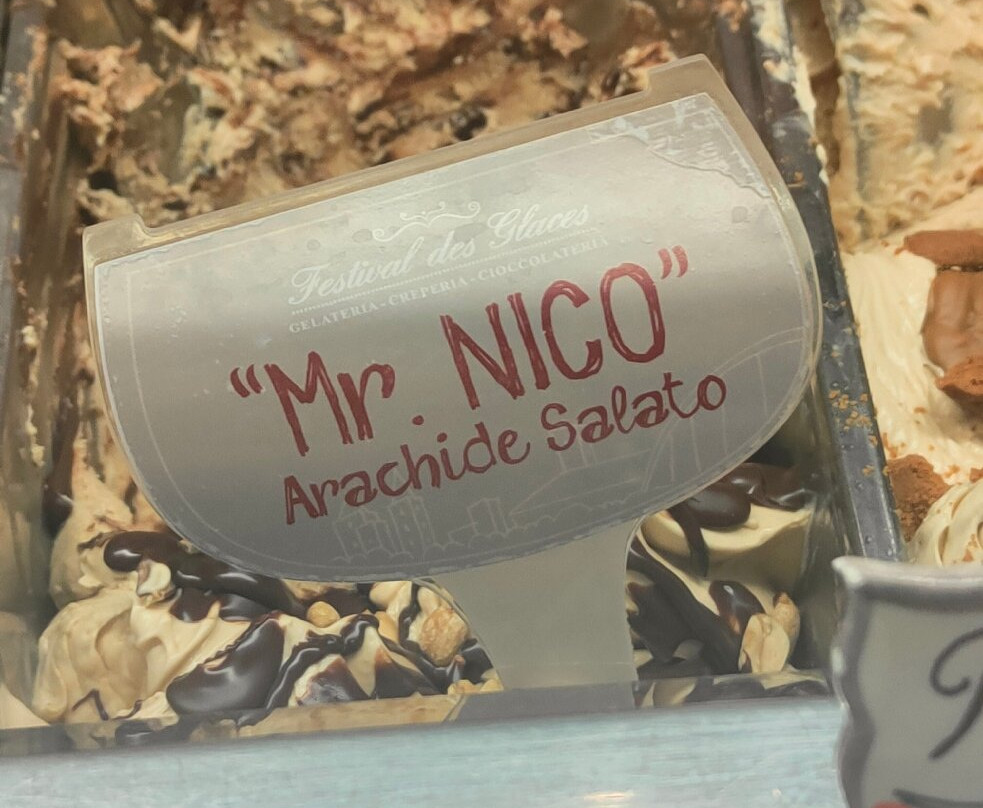 Festival des Glaces
GELATERIA - CREPERIA - CIOCCOLATERIA
“Mr. NICO”
Arachide Salato